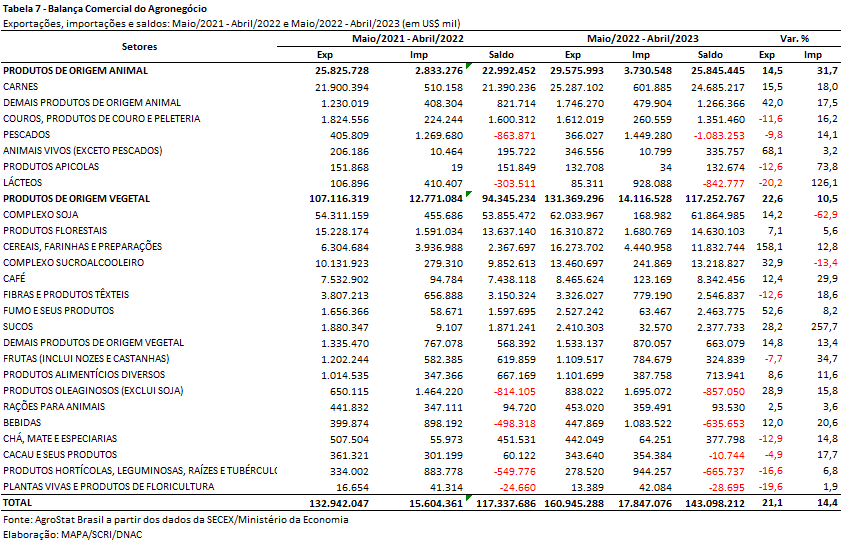 Tabela 7 - Balança Comercial do Agronegócio
Exportações, importações e saldos: Maio/2021 - Abril/2022 e Maio/2022 - Abril/2023 (em US$ mil)
Setores Maio/2021 - Abril/2022 Maio/2022 - Abril/2023 Var. %
Exp Imp Saldo Exp Imp Saldo Exp Imp
PRODUTOS DE ORIGEM ANIMAL 25.825.728 2.833.276 22.992.452 29.575.993 3.730.548 25.845.445 14,5 31,7
CARNES 21.900.394 510.158 21.390.236 25.287.102 601.885 24.685.217 15,5 18,0
DEMAIS PRODUTOS DE ORIGEM ANIMAL 1.230.019 408.304 821.714 1.746.270 479.904 1.266.366 42,0 17,5
COUROS, PRODUTOS DE COURO E PELETERIA 1.824.556 224.244 1.600.312 1.612.019 260.559 1.351.460 -11,6 16,2
PESCADOS 405.809 1.269.680 -863.871 366.027 1.449.280 -1.083.253 -9,8 14,1
ANIMAIS VIVOS (EXCETO PESCADOS) 206.186 10.464 195.722 346.556 10.799 335.757 68,1 3,2
PRODUTOS APICOLAS 151.868 19 151.849 132.708 34 132.674 -12,6 73,8
LÁCTEOS 106.896 410.407 -303.511 85.311 928.088 -842.777 -20,2 126,1
PRODUTOS DE ORIGEM VEGETAL 107.116.319 12.771.084 94.345.234 131.369.296 14.116.528 117.252.767 22,6 10,5
COMPLEXO SOJA 54.311.159 455.686 53.855.472 62.033.967 168.982 61.864.985 14,2 -62,9
PRODUTOS FLORESTAIS 15.228.174 1.591.034 13.637.140 16.310.872 1.680.769 14.630.103 7,1 5,6
CEREAIS, FARINHAS E PREPARAÇÕES 6.304.684 3.936.988 2.367.697 16.273.702 4.440.958 11.832.744 158,1 12,8
COMPLEXO SUCROALCOOLEIRO 10.131.923 279.310 9.852.613 13.460.697 241.869 13.218.827 32,9 -13,4
CAFÉ 7.532.902 94.784 7.438.118 8.465.624 123.169 8.342.456 12,4 29,9
FIBRAS E PRODUTOS TÊXTEIS 3.807.213 656.888 3.150.324 3.326.027 779.190 2.546.837 -12,6 18,6
FUMO E SEUS PRODUTOS 1.656.366 58.671 1.597.695 2.527.242 63.467 2.463.775 52,6 8,2
SUCOS 1.880.347 9.107 1.871.241 2.410.303 32.570 2.377.733 28,2 257,7
DEMAIS PRODUTOS DE ORIGEM VEGETAL 1.335.470 767.078 568.392 1.533.137 870.057 663.079 14,8 13,4
FRUTAS (INCLUI NOZES E CASTANHAS) 1.202.244 582.385 619.859 1.109.517 784.679 324.839 -7,7 34,7
PRODUTOS ALIMENTÍCIOS DIVERSOS 1.014.535 347.366 667.169 1.101.699 387.758 713.941 8,6 11,6
PRODUTOS OLEAGINOSOS (EXCLUI SOJA) 650.115 1.464.220 -814.105 838.022 1.695.072 -857.050 28,9 15,8
RAÇÕES PARA ANIMAIS 441.832 347.111 94.720 453.020 359.491 93.530 2,5 3,6
BEBIDAS 399.874 898.192 -498.318 447.869 1.083.522 -635.653 12,0 20,6
CHÁ, MATE E ESPECIARIAS 507.504 55.973 451.531 442.049 64.251 377.798 -12,9 14,8
CACAU E SEUS PRODUTOS 361.321 301.199 60.122 343.640 354.384 -10.744 -4,9 17,7
PRODUTOS HORTÍCOLAS, LEGUMINOSAS, RAÍZES E TUBÉRCULO 334.002 883.778 -549.776 278.520 944.257 -665.737 -16,6 6,8
PLANTAS VIVAS E PRODUTOS DE FLORICULTURA 16.654 41.314 -24.660 13.389 42.084 -28.695 -19,6 1,9
TOTAL 132.942.047 15.604.361 117.337.686 160.945.288 17.847.076 143.098.212 21,1 14,4
Fonte: AgroStat Brasil a partir dos dados da SECEX/Ministério da Economia
Elaboração: MAPA/SCRI/DNAC